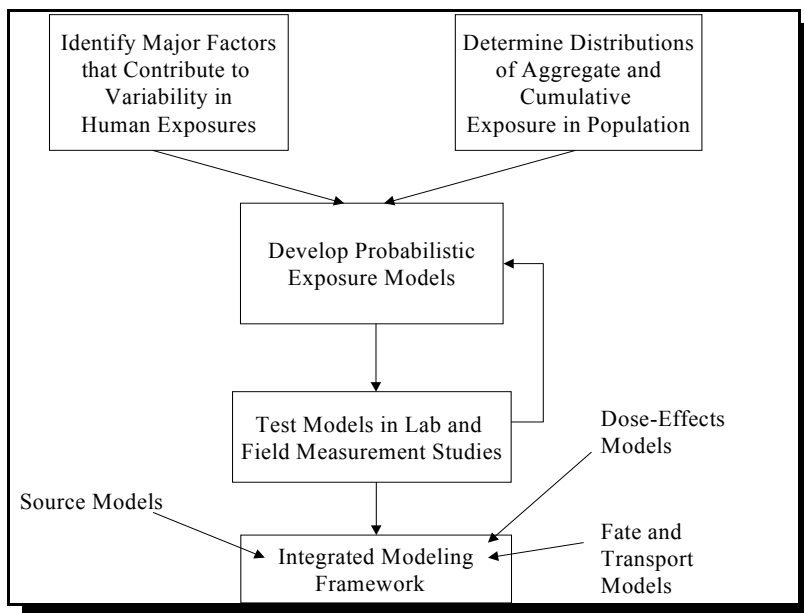 Identify Major Factors
that Contribute to
Variability in
Human Exposures
Determine Distributions
of Aggregate and
Cumulative
Exposure in Population
Develop Probabilistic
Exposure Models
Test Models in Lab and
Field Measurement Studies
Dose-Effects
Models
Source Models
Integrated Modeling
Framework
Fate and
Transport
Models